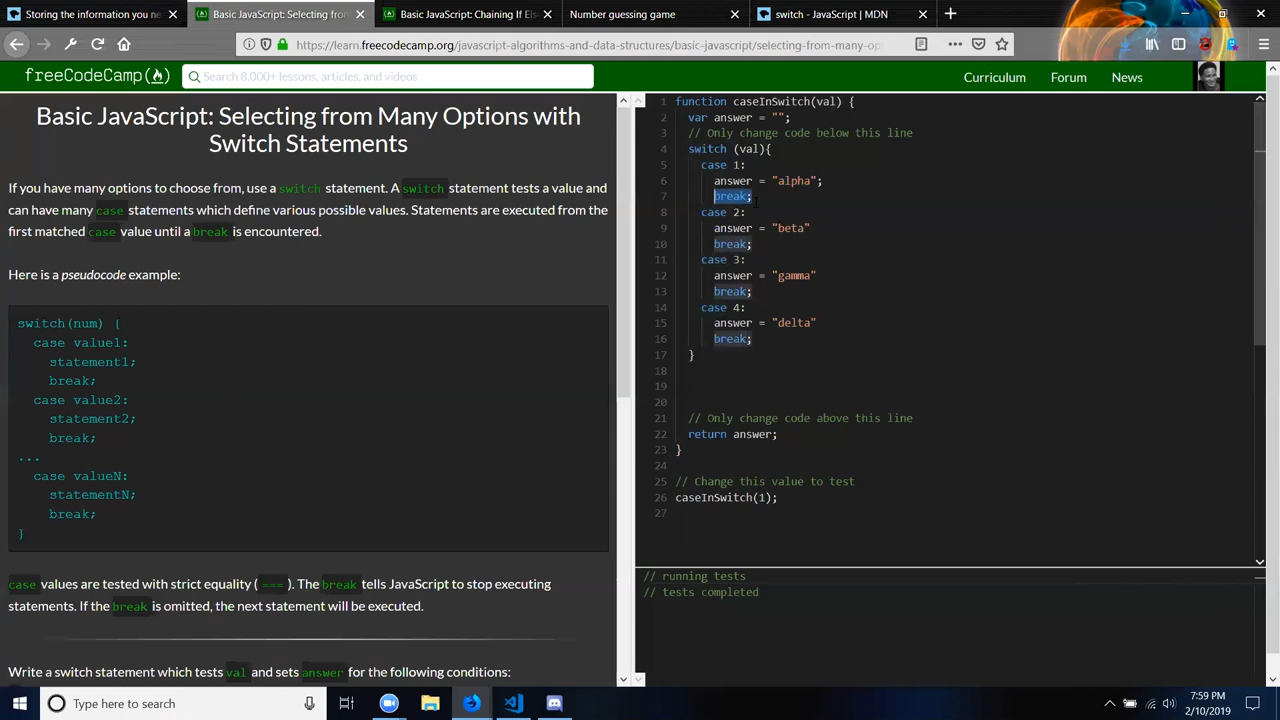 Storing the information you n
Basic JavaScript: Selecting from
Basic JavaScript: Chaining If Els
Number guessing game
switch - JavaScript | MDN
https://learn.freecodecamp.org/javascript-algorithms-and-data-structures/basic-javascript/selecting-from-many-op
freeCodeCamp
Search 8,000+ lessons, articles, and videos
Curriculum
Forum
News
Basic JavaScript: Selecting from Many Options with
Switch Statements
If you have many options to choose from, use a switch statement. A switch statement tests a value and
can have many case statements which define various possible values. Statements are executed from the
first matched case value until a break is encountered.
Here is a pseudocode example:
switch(num) {
case value1:
statement1;
break;
case value2:
statement2;
break;
...
case valueN:
statementN;
break;
}
case values are tested with strict equality ( === ). The break tells JavaScript to stop executing
statements. If the break is omitted, the next statement will be executed.
Write a switch statement which tests val and sets answer for the following conditions:
1 function caseInSwitch(val) {
2 var answer = "";
3 // Only change code below this line
4 switch (val){
5 case 1:
6 answer = "alpha";
7 break;
8 case 2:
9 answer = "beta"
10 break;
11 case 3:
12 answer = "gamma"
13 break;
14 case 4:
15 answer = "delta"
16 break;
17 }
18
19
20
21 // Only change code above this line
22 return answer;
23 }
24
25 // Change this value to test
26 caseInSwitch(1);
27
// running tests
// tests completed
Type here to search
7:59 PM
2/10/2019